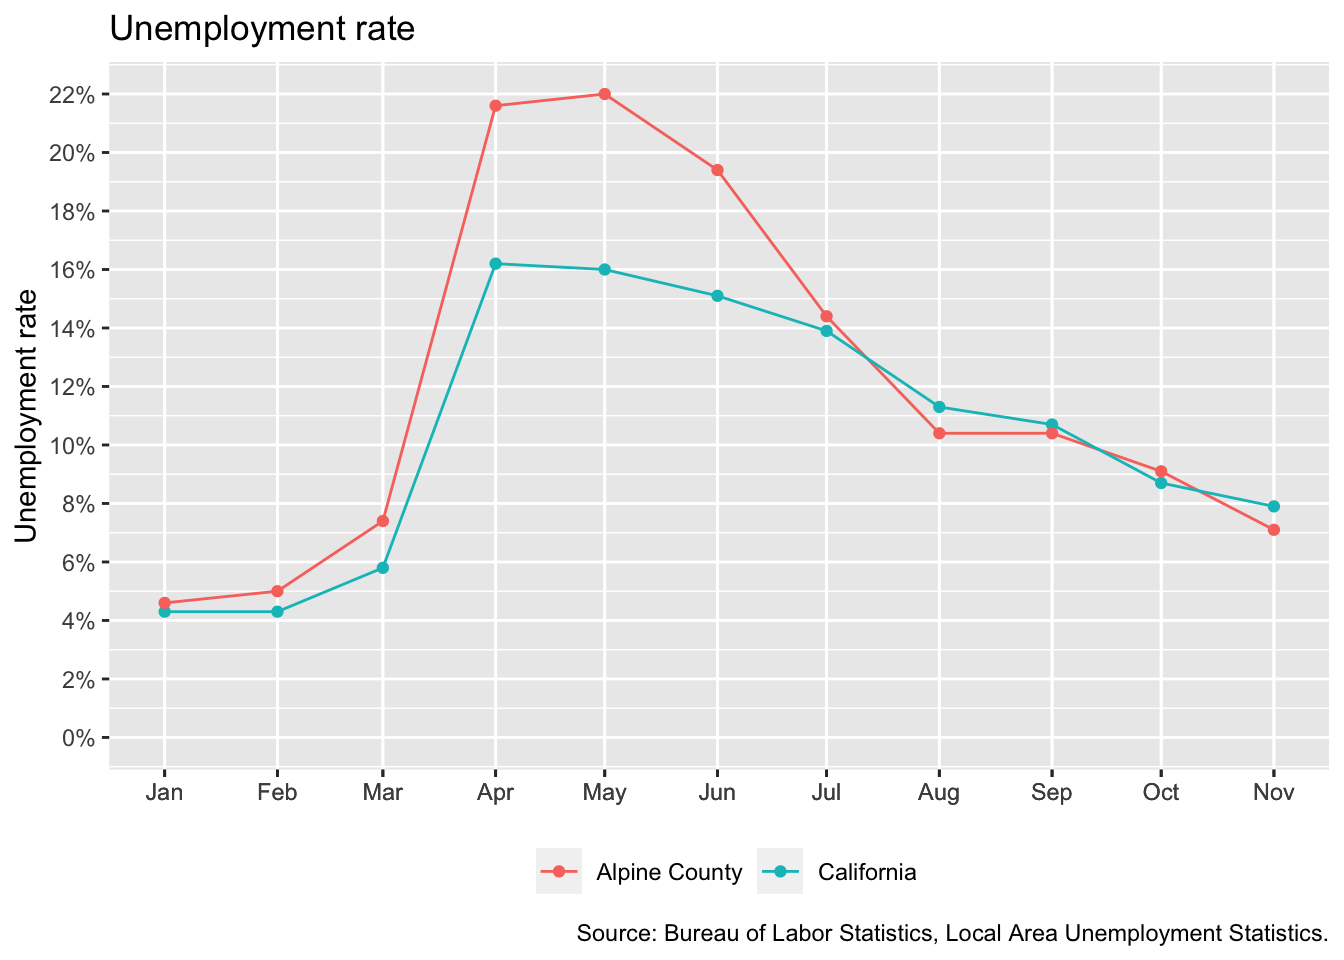 Unemployment rate
Unemployment rate
22%
20%
18%
16%
14%
12%
10%
8%
6%
4%
2%
0%
Jan Feb Mar Apr May Jun Jul Aug Sep Oct Nov
Alpine County California
Source: Bureau of Labor Statistics, Local Area Unemployment Statistics.